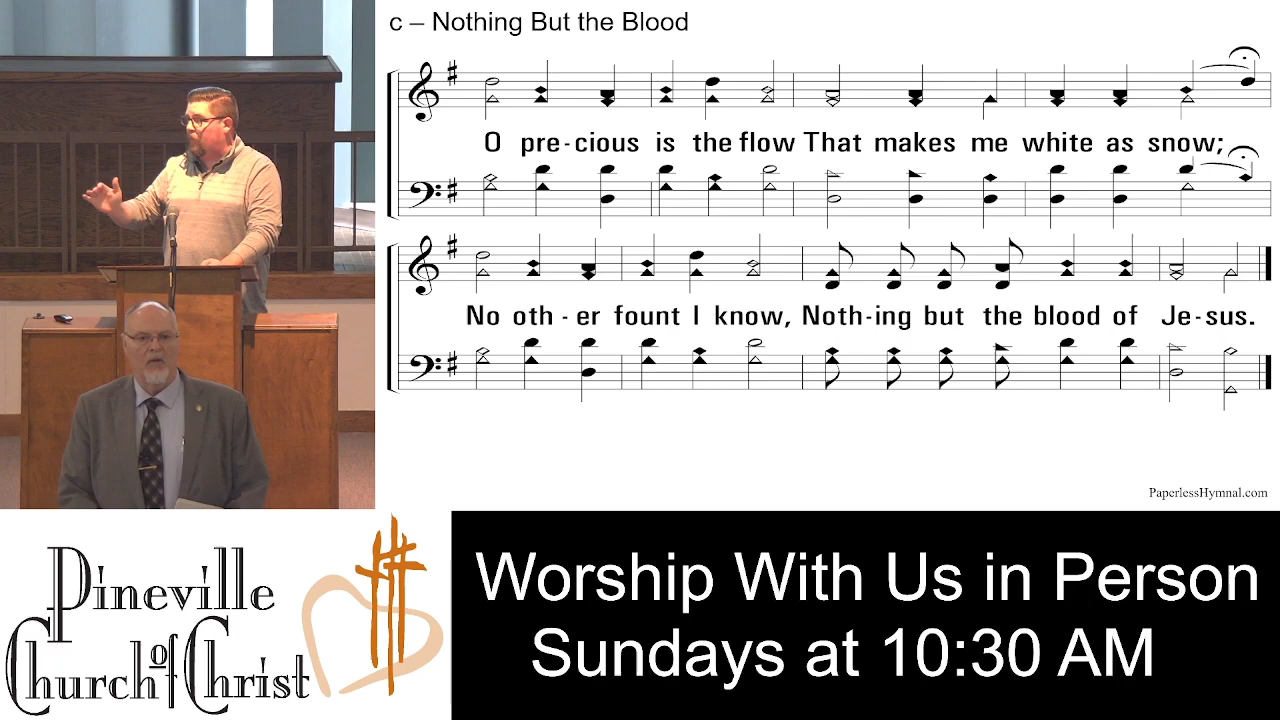 c – Nothing But the Blood
O pre-cious is the flow That makes me white as snow;
No oth-er fount I know, Noth-ing but the blood of Je-sus.
PaperlessHymnal.com
Pineville
Church of Christ
Worship With Us in Person
Sundays at 10:30 AM